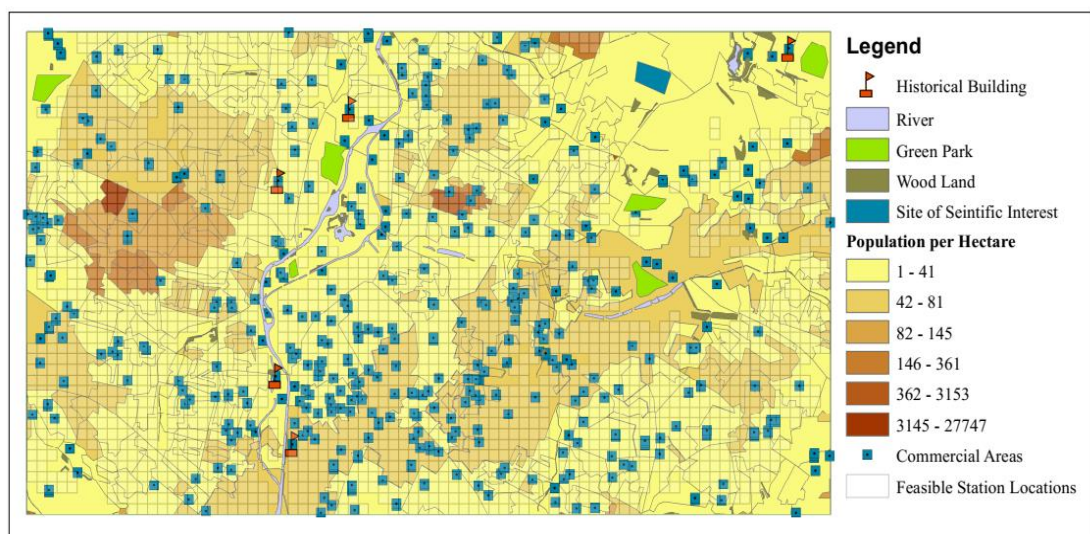 Legend
Historical Building
River
Green Park
Wood Land
Site of Seintific Interest
Population per Hectare
1 - 41
42 - 81
82 - 145
146 - 361
362 - 3153
3145 - 27747
Commercial Areas
Feasible Station Locations